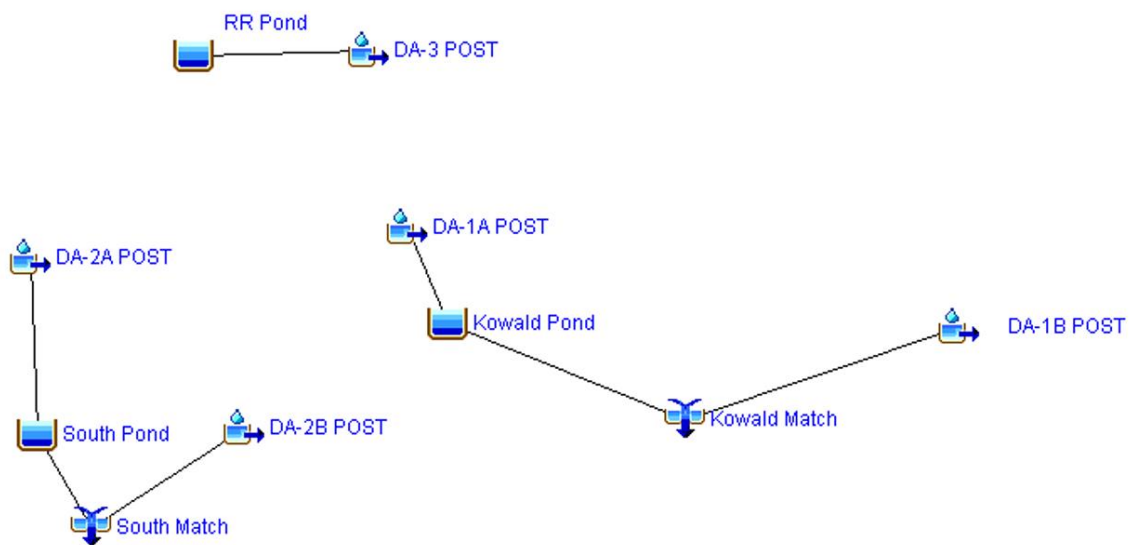 RR Pond
DA-3 POST
DA-1A POST
DA-2A POST
Kowald Pond
DA-1B POST
Kowald Match
South Pond
DA-2B POST
South Match